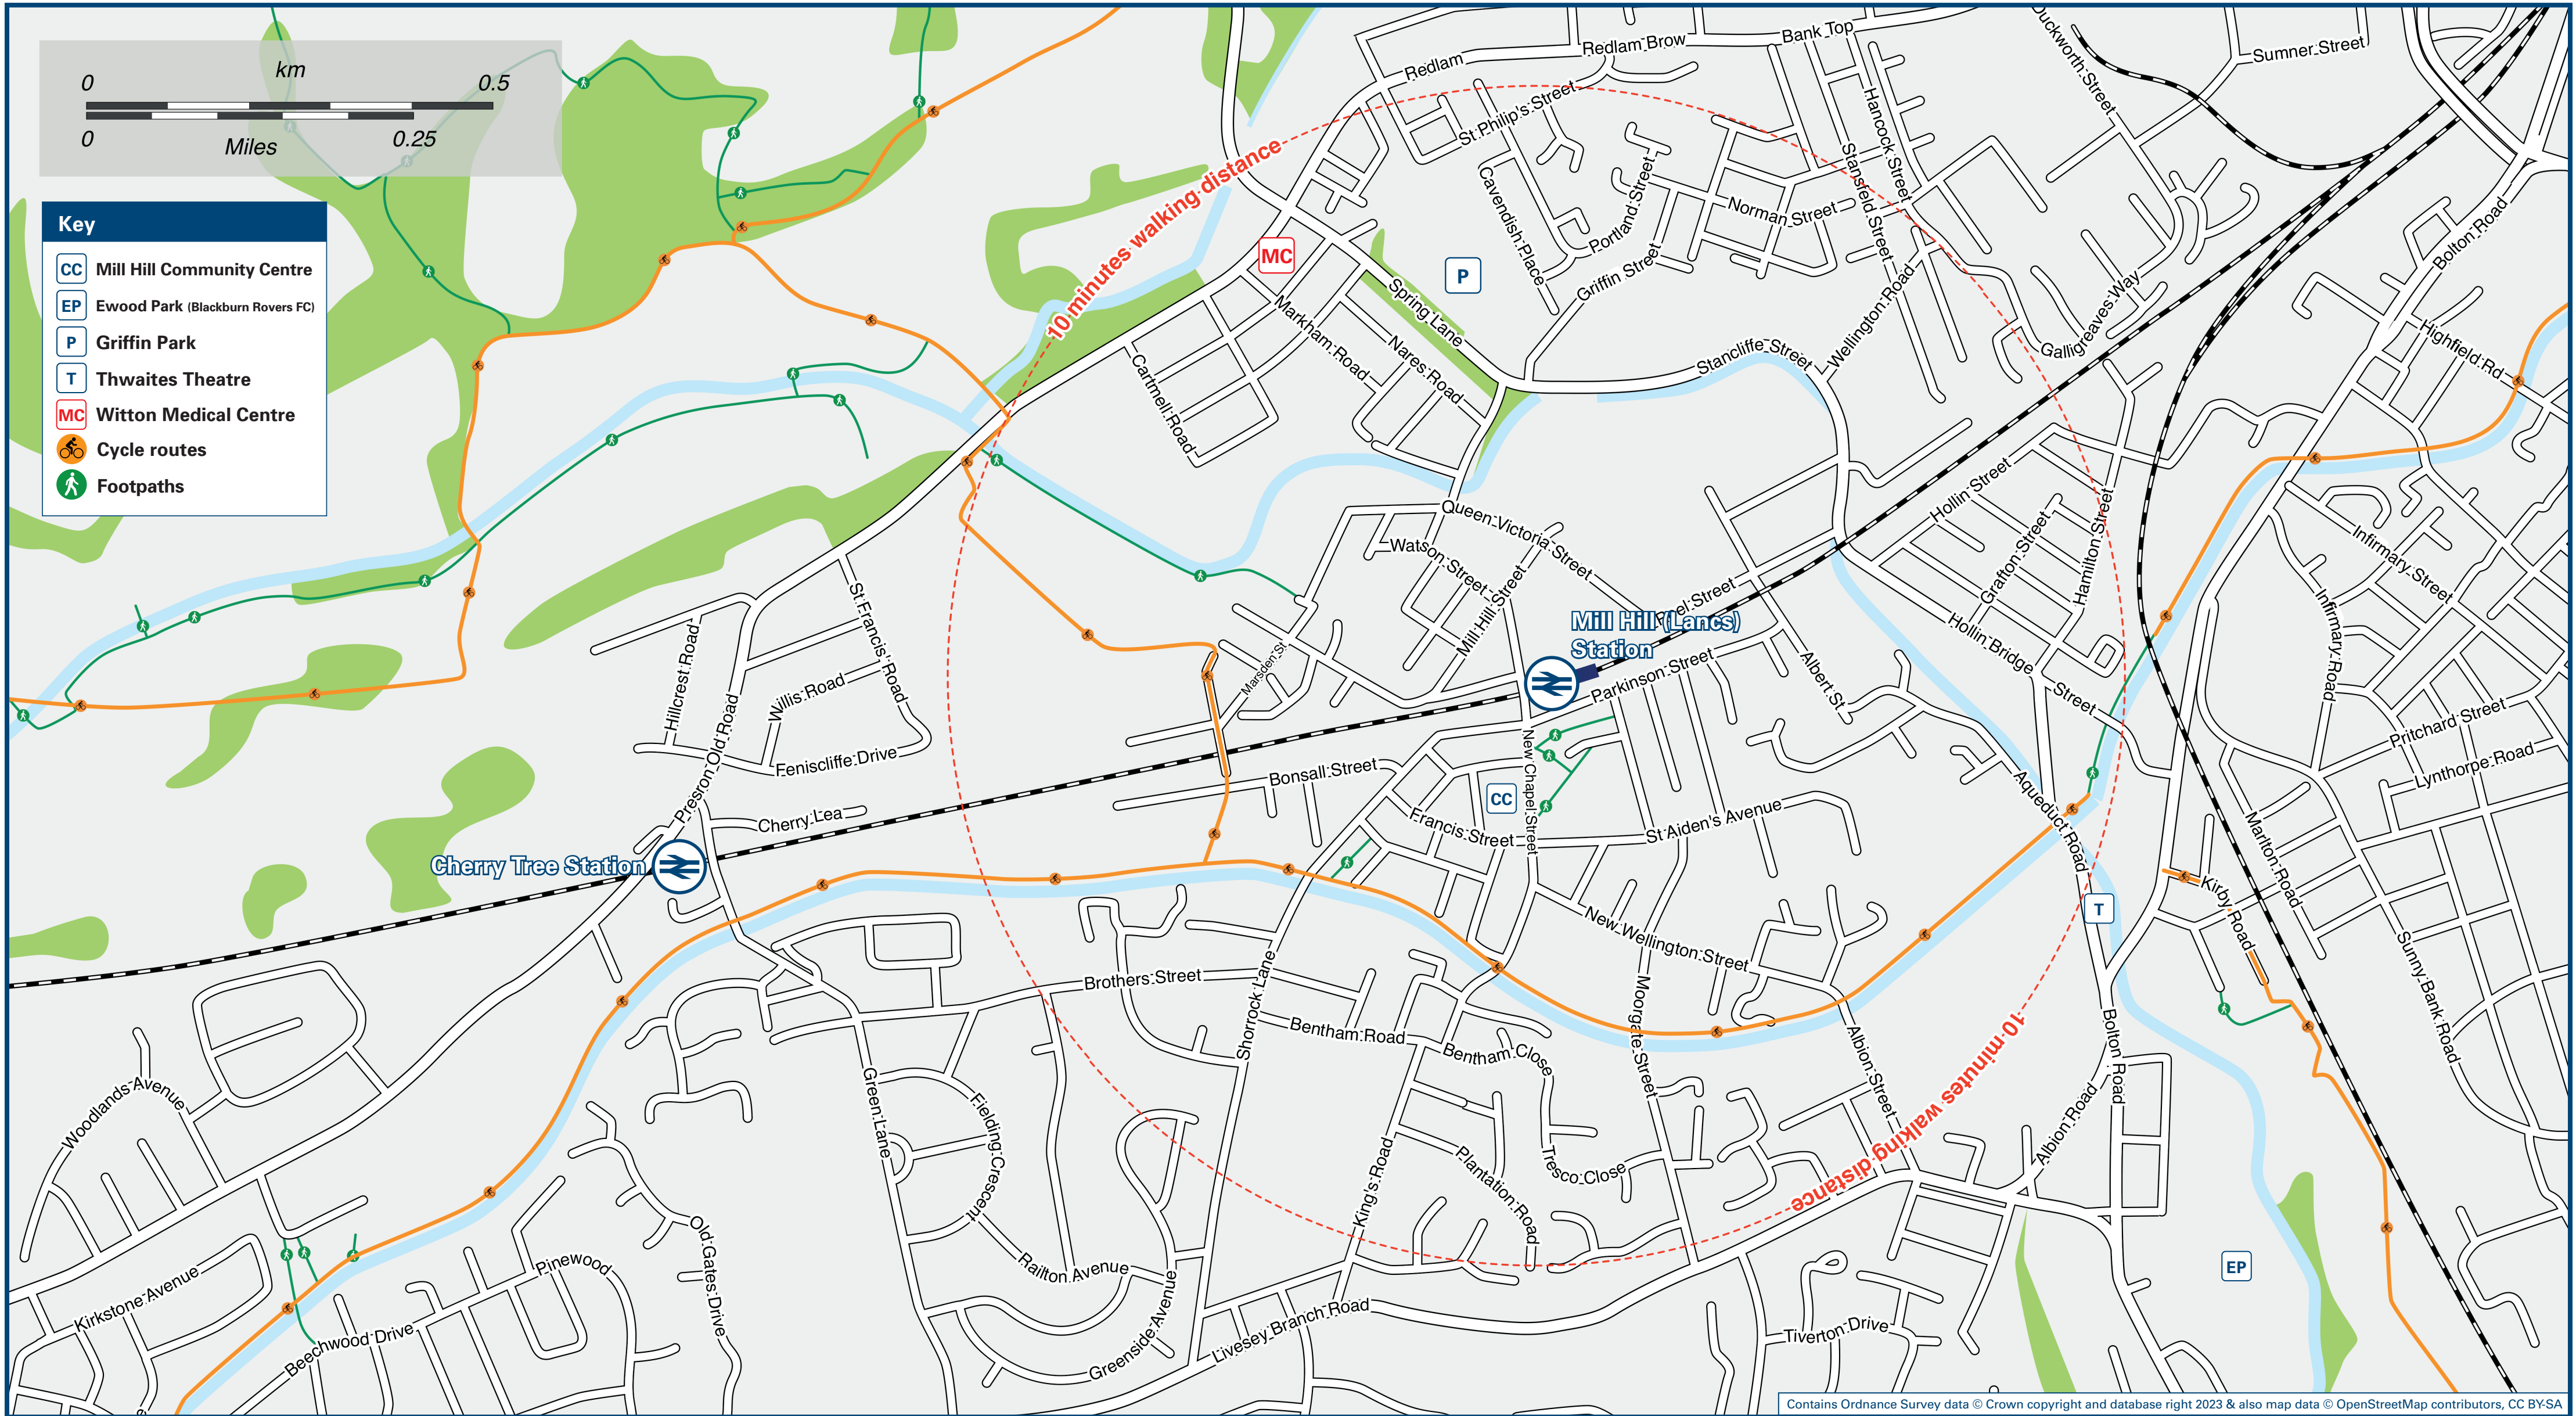 km
0 0.5
0 0.25
Miles
Key
CC Mill Hill Community Centre
EP Ewood Park (Blackburn Rovers FC)
P Griffin Park
T Thwaites Theatre
MC Witton Medical Centre
Cycle routes
Footpaths
Redlam
Redlam Brow
Bank Top
Duckworth Street
Sumner Street
St Philip's Street
Hancock Street
Stansfield Street
Cavendish Place
Portland Street
Norman Street
Griffin Street
Wellington Road
Galligreaves Way
Bolton Road
Highfield Rd
10 minutes walking distance
MC
P
Spring Lane
Markham Road
Nares Road
Cartmell Road
Stancliffe Street
Queen Victoria Street
Watson Street
Mill Hill Street
Hollin Street
Grafton Street
Hamilton Street
Infirmary Street
Infirmary Road
Hollin Bridge Street
Mill Hill (Lancs)
Station
Parkinson Street
Albert St
Marsden St
St Francis' Road
Hillcrest Road
Willis Road
Feniscliffe Drive
Preston Old Road
Cherry Lea
Cherry Tree Station
Bonsall Street
CC
New Chapel Street
Francis Street
St Aiden's Avenue
Aqueduct Road
Pritchard Street
Lynthorpe Road
Marlton Road
Kirby Road
Sunny Bank Road
T
New Wellington Street
Brothers Street
Shorrock Lane
Bentham Road
Bentham Close
Moorgate Street
Albion Street
Bolton Road
Albion Road
10 minutes walking distance
Woodlands Avenue
Green Lane
Fielding Crescent
King's Road
Plantation Road
Tresco Close
Old Gates Drive
Railton Avenue
Greenside Avenue
Livesey Branch Road
Tiverton Drive
Kirkstone Avenue
Pinewood
Beechwood Drive
EP
Contains Ordnance Survey data © Crown copyright and database right 2023 & also map data © OpenStreetMap contributors, CC BY-SA